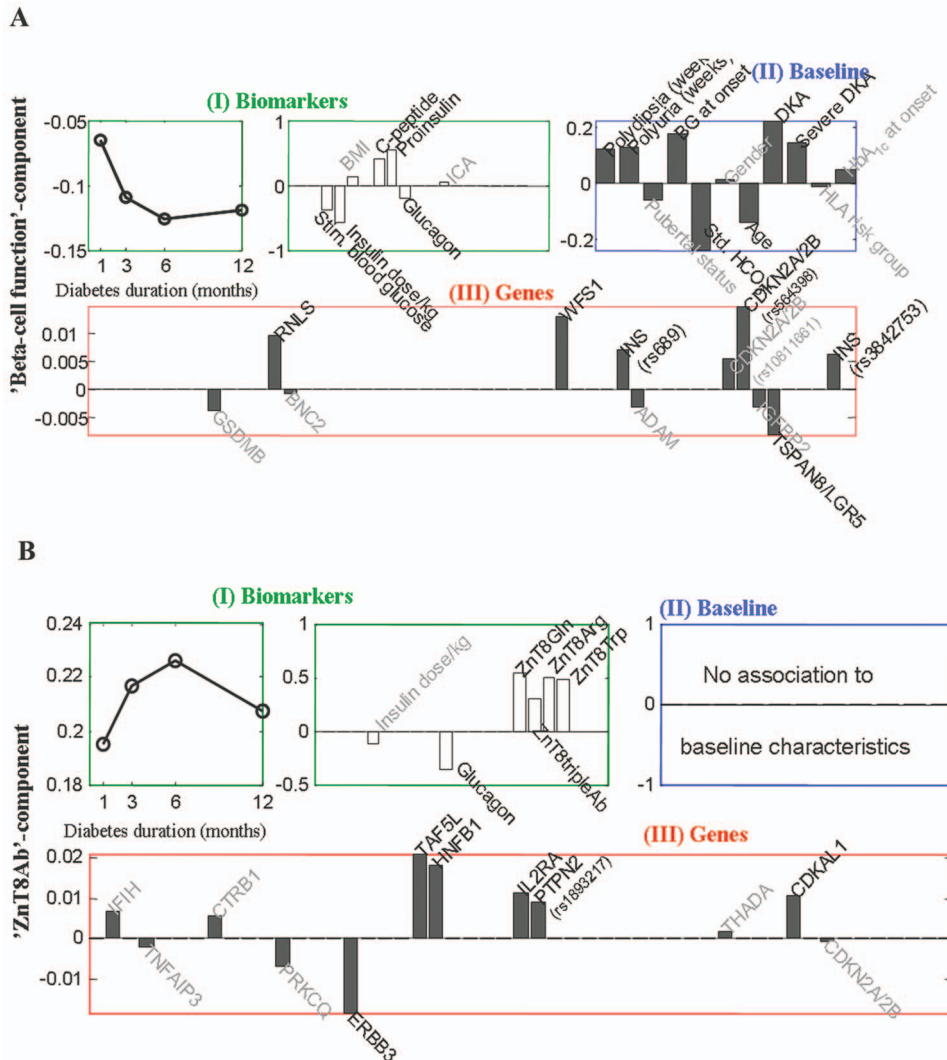 A
(I) Biomarkers
(II) Baseline
'Beta-cell function'-component
-0.05
-0.1
-0.15
1 3 6 12
Diabetes duration (months)
1
0
-1
BMI
C-peptide
Proinsulin
ICA
Stim. blood glucose
Insulin dose/kg
Glucagon
0.2
0
-0.2
Polydipsia (week
Polyuria (weeks)
Pubertal status
BG at onset
Std. HCO
Gender
Age
DKA
Severe DKA
HLA risk group
HbA1c at onset
(III) Genes
0.01
0.005
0
-0.005
GSDMB
RNLS
BNC2
WFS1
INS
(rs689)
ADAM
CDKN2A/2B
(rs10811661)
CDKN2A/2B
(rs564398)
IGFBP2
TSPAN8/LGR5
INS
(rs3842753)
B
(I) Biomarkers
(II) Baseline
'ZnT8Ab'-component
0.24
0.22
0.2
0.18
1 3 6 12
Diabetes duration (months)
1
0.5
0
-0.5
Insulin dose/kg
Glucagon
ZnT8Gln
ZnT8tripleAb
ZnT8Arg
ZnT8Trp
1
0
-1
No association to
baseline characteristics
(III) Genes
0.02
0.01
0
-0.01
IFIH
TNFAIP3
CTRB1
PRKCQ
ERBB3
TAF5L
HNFB1
IL2RA
PTPN2
(rs1893217)
THADA
CDKAL1
CDKN2A/2B